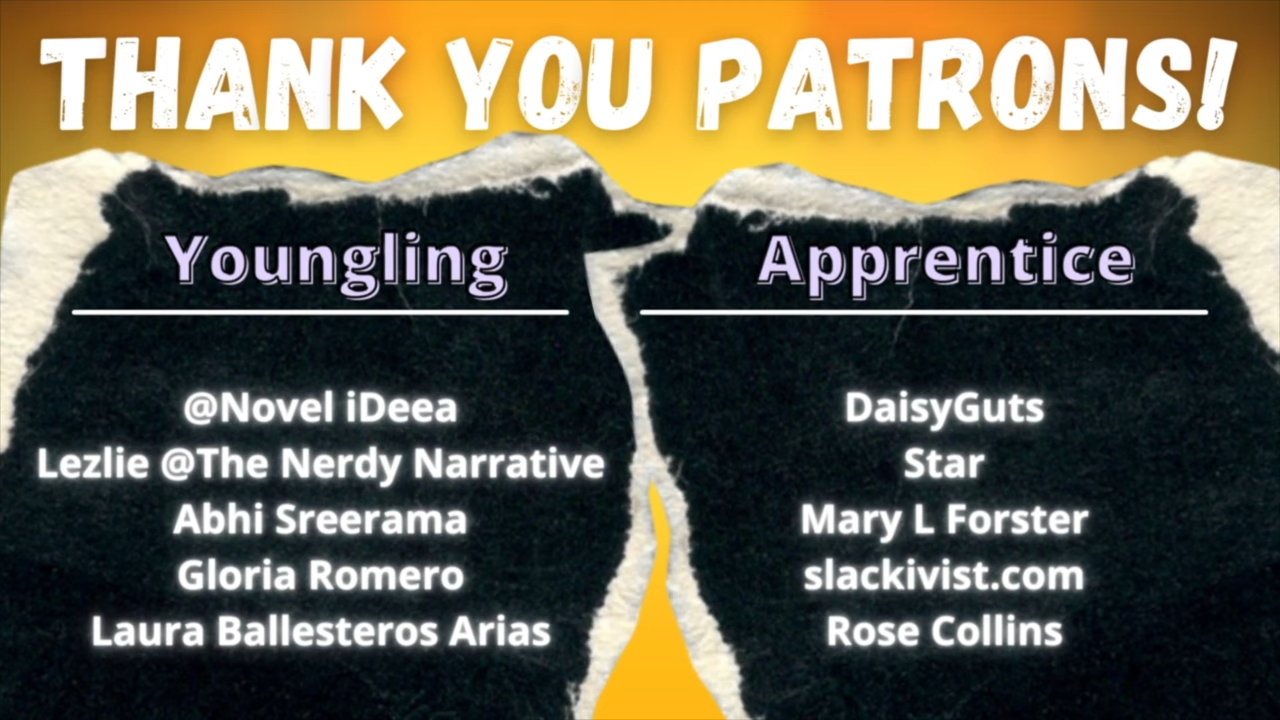 THANK YOU PATRONS!
Youngling
@Novel iDeea
Lezlie @The Nerdy Narrative
Abhi Sreerama
Gloria Romero
Laura Ballesteros Arias
Apprentice
DaisyGuts
Star
Mary L Forster
slackivist.com
Rose Collins